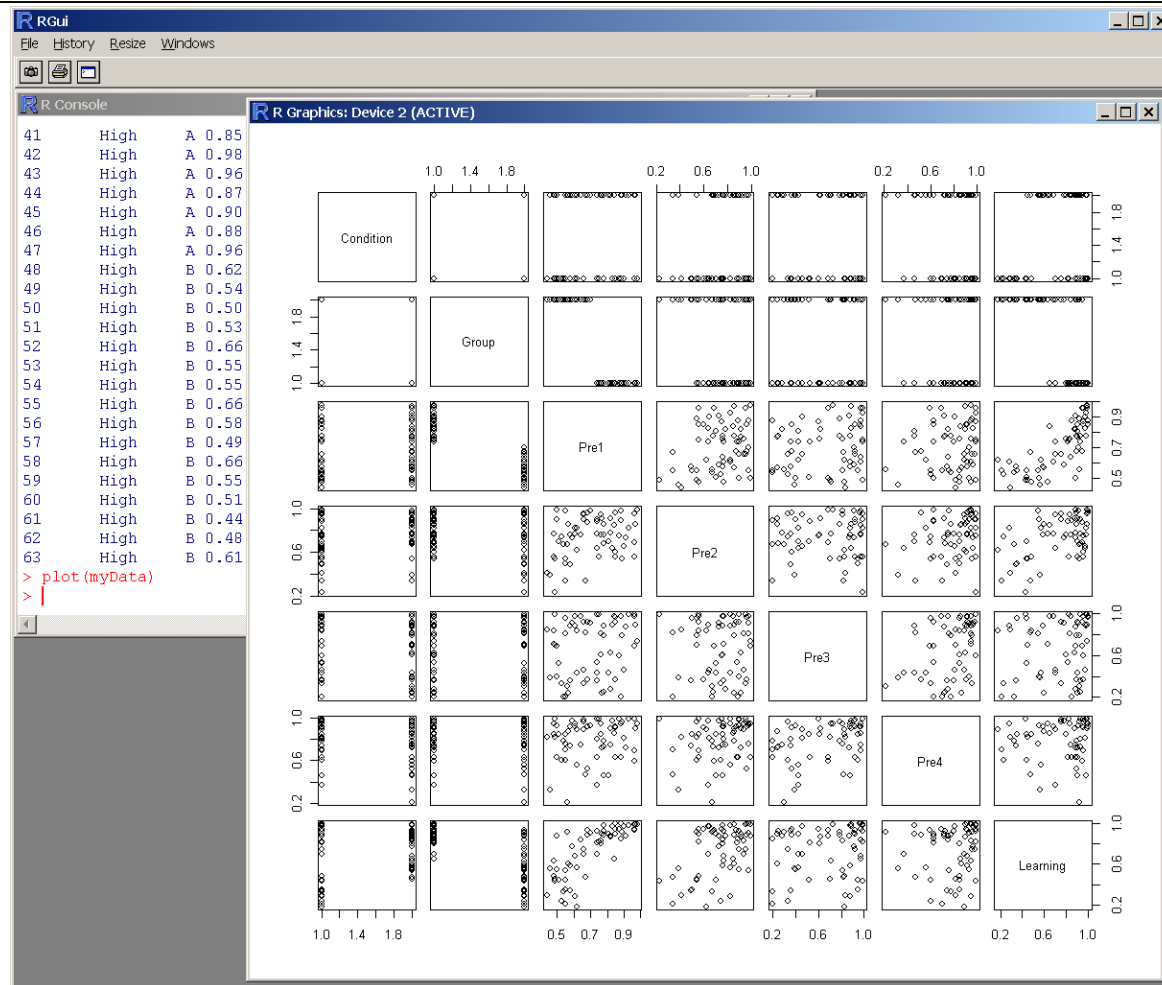 RGui
File History Resize Windows
R Console
41 High A 0.85
42 High A 0.98
43 High A 0.96
44 High A 0.87
45 High A 0.90
46 High A 0.88
47 High A 0.96
48 High B 0.62
49 High B 0.54
50 High B 0.50
51 High B 0.53
52 High B 0.66
53 High B 0.55
54 High B 0.55
55 High B 0.66
56 High B 0.58
57 High B 0.49
58 High B 0.66
59 High B 0.55
60 High B 0.51
61 High B 0.44
62 High B 0.48
63 High B 0.61
> plot(myData)
>
R Graphics: Device 2 (ACTIVE)
1.0 1.4 1.8 0.2 0.6 1.0 0.2 0.6 1.0
Condition
1.0 1.4 1.8
Group
1.0 1.4 1.8
Pre1
0.5 0.7 0.9
Pre2
0.2 0.6 1.0
Pre3
0.2 0.6 1.0
Pre4
0.2 0.6 1.0
Learning
0.2 0.6 1.0
1.0 1.4 1.8 0.5 0.7 0.9 0.2 0.6 1.0 0.2 0.6 1.0